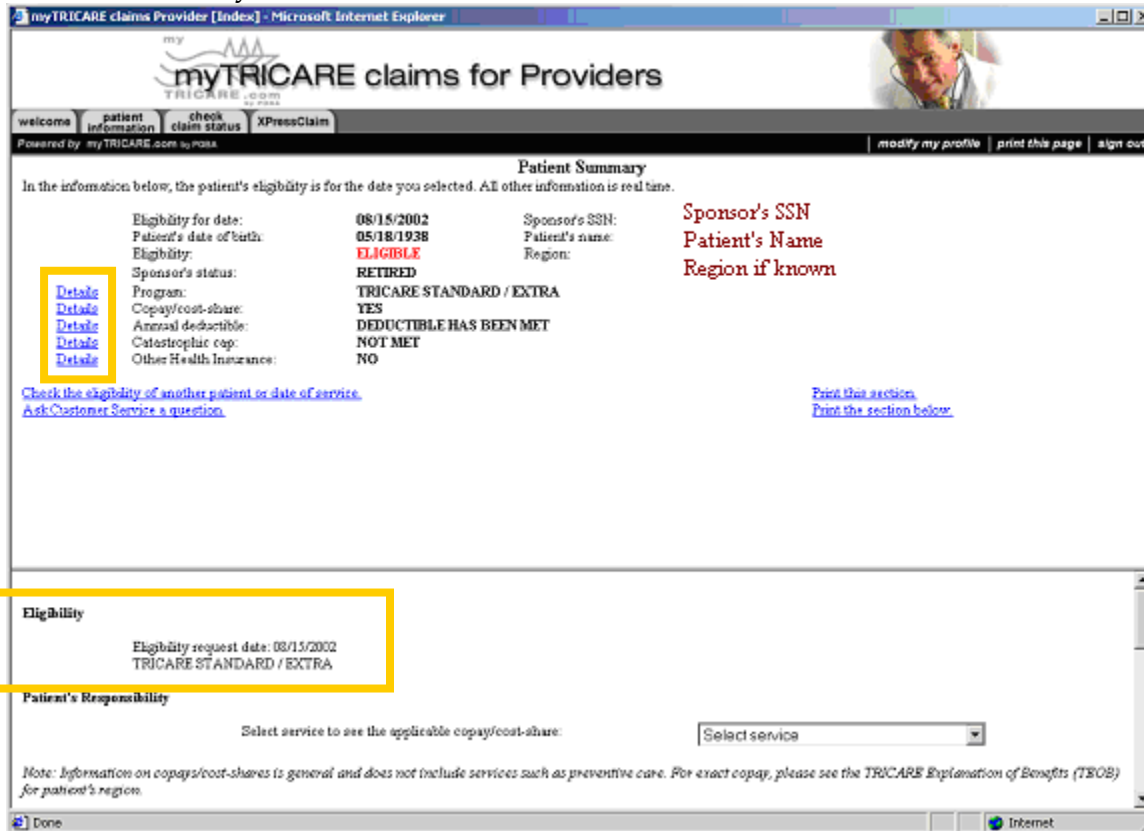 myTRICARE claims Provider [Index] - Microsoft Internet Explorer
my
TRICARE.com
by PGBA
myTRICARE claims for Providers
welcome
patient information
check claim status
XPressClaim
Powered by myTRICARE.com by PGBA
modify my profile | print this page | sign out
Patient Summary
In the information below, the patient's eligibility is for the date you selected. All other information is real time.
Eligibility for date: 08/15/2002 Sponsor's SSN: Sponsor's SSN
Patient's date of birth: 05/18/1938 Patient's name: Patient's Name
Eligibility: ELIGIBLE Region: Region if known
Sponsor's status: RETIRED
Details Program: TRICARE STANDARD / EXTRA
Details Copay/cost-share: YES
Details Annual deductible: DEDUCTIBLE HAS BEEN MET
Details Catastrophic cap: NOT MET
Details Other Health Insurance: NO
Check the eligibility of another patient or date of service. Print this section.
Ask Customer Service a question. Print the section below.
Eligibility
Eligibility request date: 08/15/2002
TRICARE STANDARD / EXTRA
Patient's Responsibility
Select service to see the applicable copay/cost-share: Select service
Note: Information on copays/cost-shares is general and does not include services such as preventive care. For exact copay, please see the TRICARE Explanation of Benefits (TEOB)
for patient's region.
Done
Internet